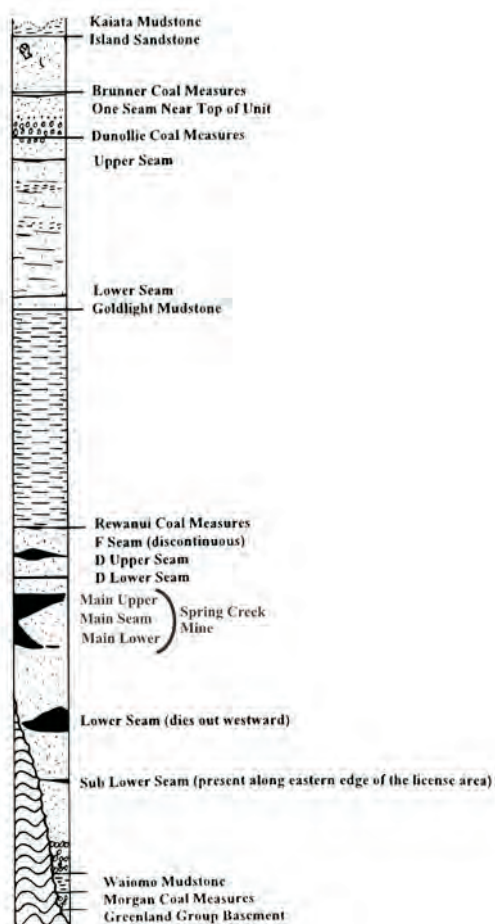 Kaiata Mudstone
Island Sandstone
Brunner Coal Measures
One Seam Near Top of Unit
Dunollie Coal Measures
Upper Seam
Lower Seam
Goldlight Mudstone
Rewanui Coal Measures
F Seam (discontinuous)
D Upper Seam
D Lower Seam
Main Upper
Main Seam
Main Lower
Spring Creek
Mine
Lower Seam (dies out westward)
Sub Lower Seam (present along eastern edge of the license area)
Waiomo Mudstone
Morgan Coal Measures
Greenland Group Basement